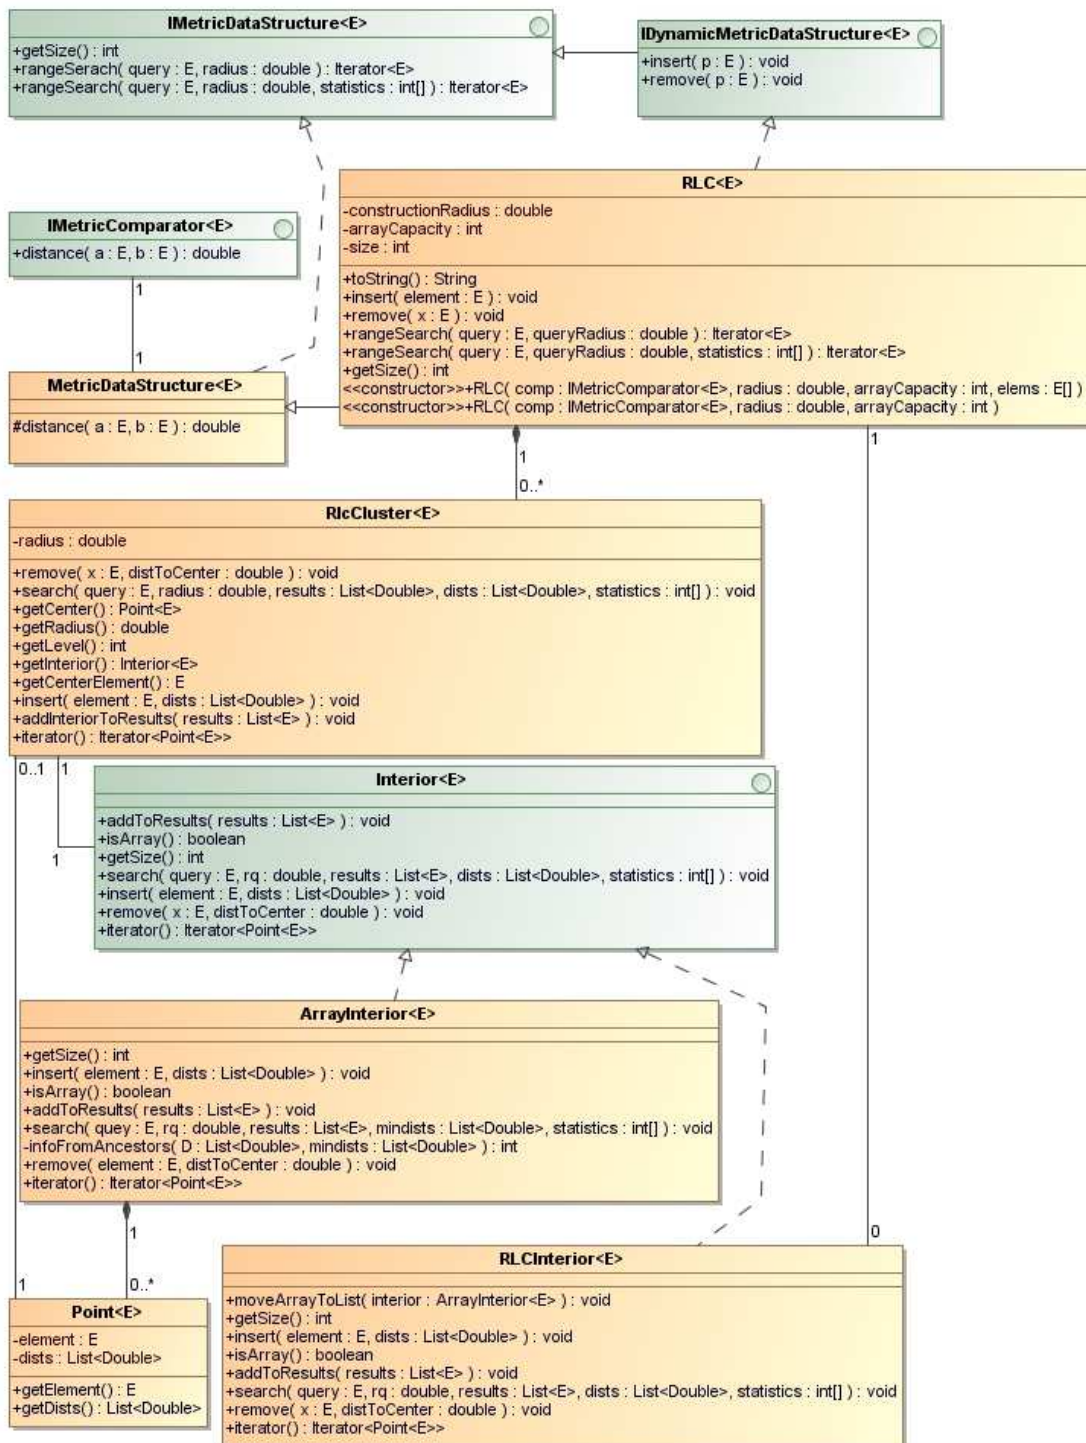 IMetricDataStructure<E>
+getSize() : int
+rangeSerach( query : E, radius : double ) : Iterator<E>
+rangeSearch( query : E, radius : double, statistics : int[] ) : Iterator<E>
IDynamicMetricDataStructure<E>
+insert( p : E ) : void
+remove( p : E ) : void
IMetricComparator<E>
+distance( a : E, b : E ) : double
1
1
MetricDataStructure<E>
#distance( a : E, b : E ) : double
RLC<E>
-constructionRadius : double
-arrayCapacity : int
-size : int
+toString() : String
+insert( element : E ) : void
+remove( x : E ) : void
+rangeSearch( query : E, queryRadius : double ) : Iterator<E>
+rangeSearch( query : E, queryRadius : double, statistics : int[] ) : Iterator<E>
+getSize() : int
<<constructor>>+RLC( comp : IMetricComparator<E>, radius : double, arrayCapacity : int, elems : E[] )
<<constructor>>+RLC( comp : IMetricComparator<E>, radius : double, arrayCapacity : int )
1
0..*
1
RlcCluster<E>
-radius : double
+remove( x : E, distToCenter : double ) : void
+search( query : E, radius : double, results : List<Double>, dists : List<Double>, statistics : int[] ) : void
+getCenter() : Point<E>
+getRadius() : double
+getLevel() : int
+getInterior() : Interior<E>
+getCenterElement() : E
+insert( element : E, dists : List<Double> ) : void
+addInteriorToResults( results : List<E> ) : void
+iterator() : Iterator<Point<E>>
0..1
1
1
Interior<E>
+addToResults( results : List<E> ) : void
+isArray() : boolean
+getSize() : int
+search( query : E, rq : double, results : List<E>, dists : List<Double>, statistics : int[] ) : void
+insert( element : E, dists : List<Double> ) : void
+remove( x : E, distToCenter : double ) : void
+iterator() : Iterator<Point<E>>
ArrayInterior<E>
+getSize() : int
+insert( element : E, dists : List<Double> ) : void
+isArray() : boolean
+addToResults( results : List<E> ) : void
+search( quey : E, rq : double, results : List<E>, mindists : List<Double>, statistics : int[] ) : void
-infoFromAncestors( D : List<Double>, mindists : List<Double> ) : int
+remove( element : E, distToCenter : double ) : void
+iterator() : Iterator<Point<E>>
1
0..*
1
0
Point<E>
-element : E
-dists : List<Double>
+getElement() : E
+getDists() : List<Double>
RLCInterior<E>
+moveArrayToList( interior : ArrayInterior<E> ) : void
+getSize() : int
+insert( element : E, dists : List<Double> ) : void
+isArray() : boolean
+addToResults( results : List<E> ) : void
+search( query : E, rq : double, results : List<E>, dists : List<Double>, statistics : int[] ) : void
+remove( x : E, distToCenter : double ) : void
+iterator() : Iterator<Point<E>>